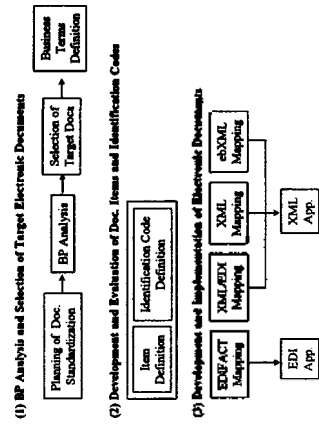 (1) BP Analysis and Selection of Target Electronic Documents
Planning of Doc.
Standardization
BP Analysis
Selection of
Target Docs
Business
Terms
Definition
(2) Development and Evaluation of Doc. Items and Identification Codes
Item
Definition
Identification Code
Definition
(3) Development and Implementation of Electronic Documents
EDIFACT
Mapping
XML/EDI
Mapping
XML
Mapping
ebXML
Mapping
EDI
App.
XML
App.